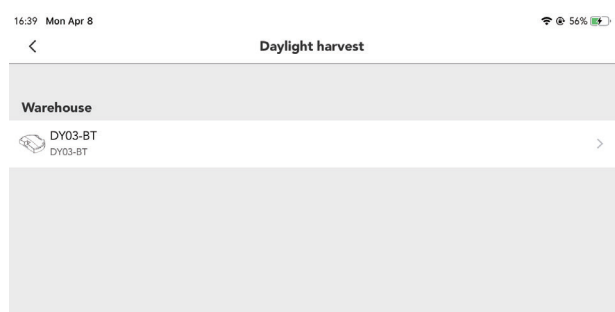 16:39 Mon Apr 8
56%
Daylight harvest
Warehouse
DY03-BT
DY03-BT